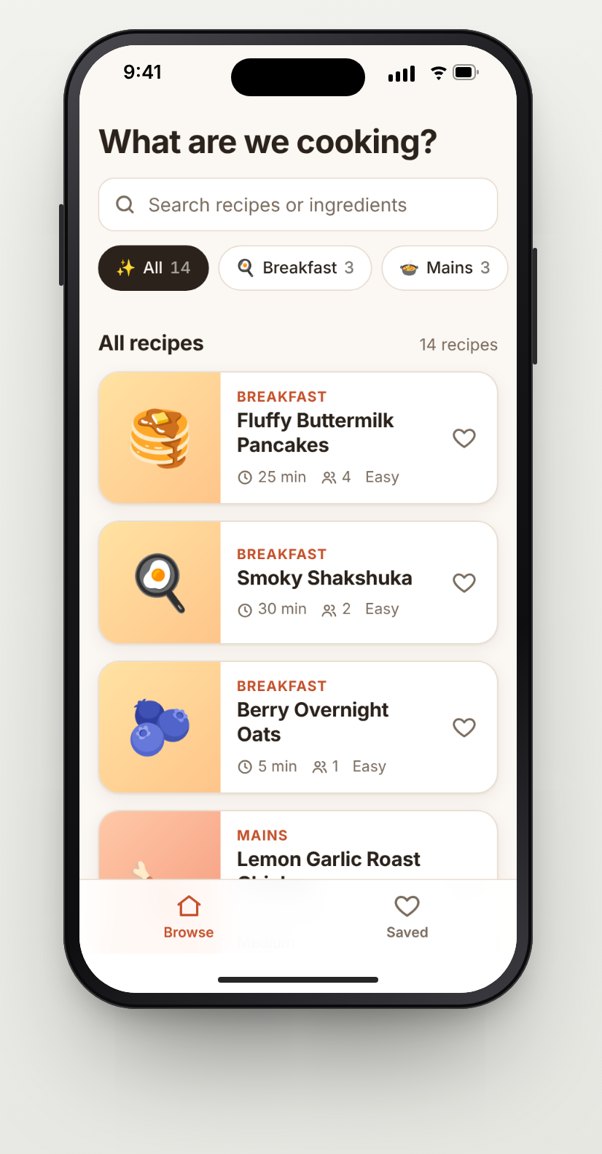 9:41
What are we cooking?
Search recipes or ingredients
All 14
Breakfast 3
Mains 3
All recipes
14 recipes
BREAKFAST
Fluffy Buttermilk
Pancakes
25 min 4 Easy
BREAKFAST
Smoky Shakshuka
30 min 2 Easy
BREAKFAST
Berry Overnight
Oats
5 min 1 Easy
MAINS
Lemon Garlic Roast
Browse
Saved